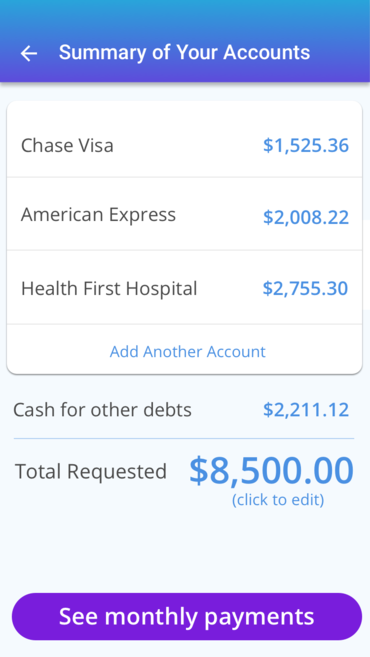 Summary of Your Accounts
Chase Visa $1,525.36
American Express $2,008.22
Health First Hospital $2,755.30
Add Another Account
Cash for other debts $2,211.12
Total Requested $8,500.00
(click to edit)
See monthly payments